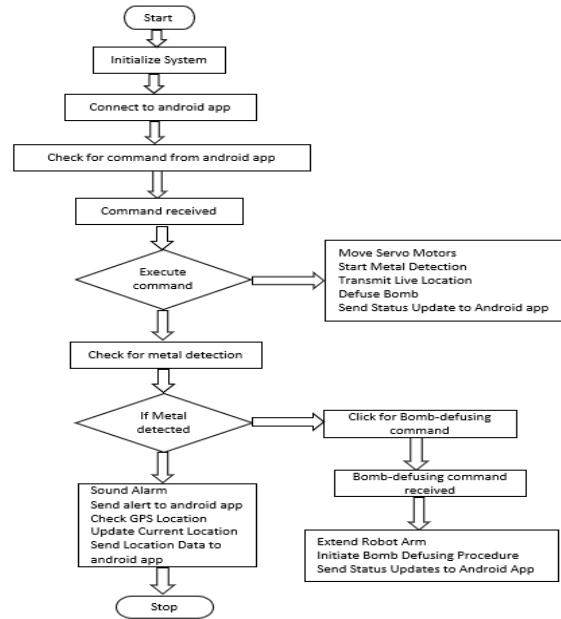 Start
Initialize System
Connect to android app
Check for command from android app
Command received
Execute
command
Move Servo Motors
Start Metal Detection
Transmit Live Location
Defuse Bomb
Send Status Update to Android app
Check for metal detection
If Metal
detected
Click for Bomb-defusing
command
Bomb-defusing command
received
Extend Robot Arm
Initiate Bomb Defusing Procedure
Send Status Updates to Android App
Sound Alarm
Send alert to android app
Check GPS Location
Update Current Location
Send Location Data to
android app
Stop